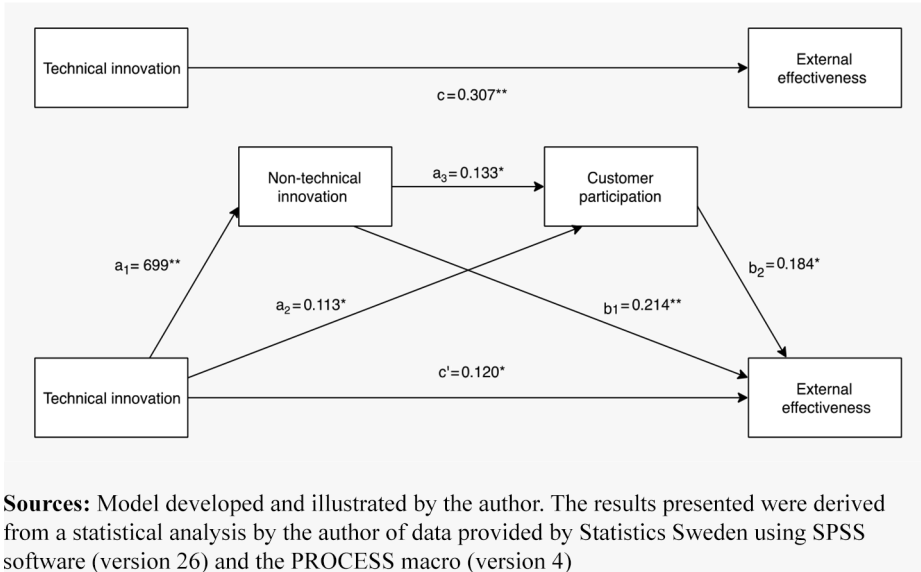 Technical innovation
External
effectiveness
c=0.307**
Non-technical
innovation
a3=0.133*
Customer
participation
a1= 699**
b2=0.184*
a2=0.113*
b1=0.214**
Technical innovation
c'=0.120*
External
effectiveness
Sources: Model developed and illustrated by the author. The results presented were derived
from a statistical analysis by the author of data provided by Statistics Sweden using SPSS
software (version 26) and the PROCESS macro (version 4)